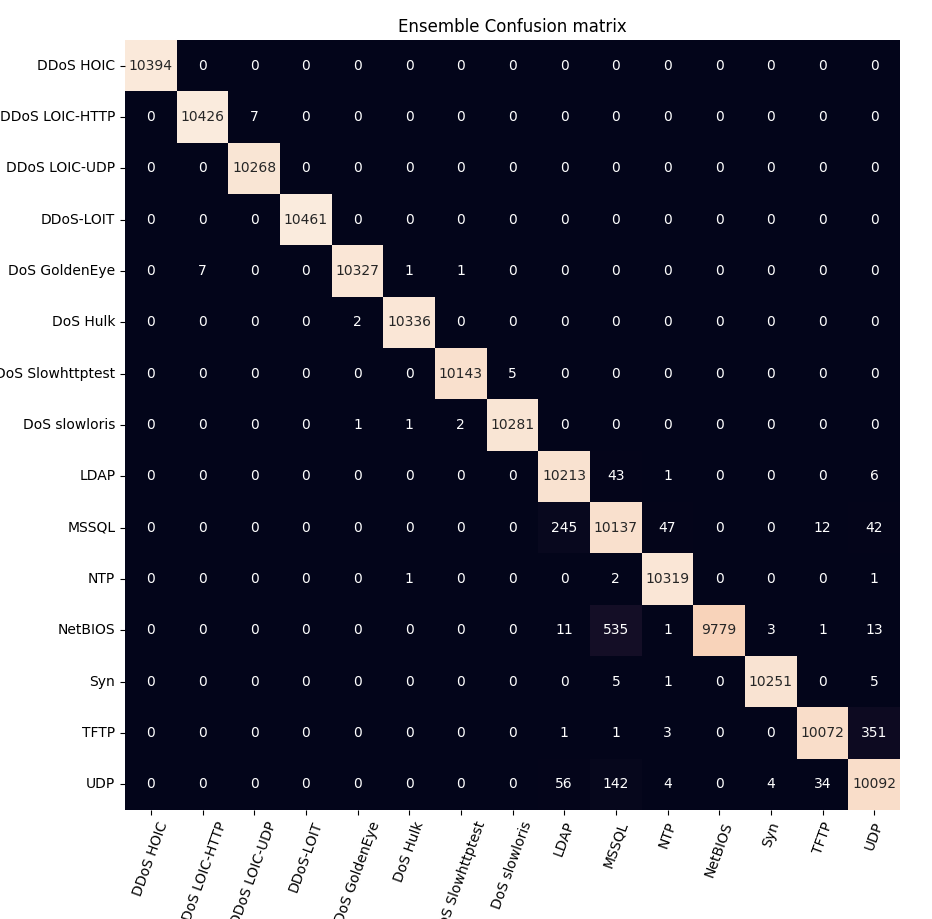 Ensemble Confusion matrix
DDoS HOIC 10394 0 0 0 0 0 0 0 0 0 0 0 0 0 0
DDoS LOIC-HTTP 0 10426 7 0 0 0 0 0 0 0 0 0 0 0 0
DDoS LOIC-UDP 0 0 10268 0 0 0 0 0 0 0 0 0 0 0 0
DDoS-LOIT 0 0 0 10461 0 0 0 0 0 0 0 0 0 0 0
DoS GoldenEye 0 7 0 0 10327 1 1 0 0 0 0 0 0 0 0
DoS Hulk 0 0 0 0 2 10336 0 0 0 0 0 0 0 0 0
DoS Slowhttptest 0 0 0 0 0 0 10143 5 0 0 0 0 0 0 0
DoS slowloris 0 0 0 0 1 1 2 10281 0 0 0 0 0 0 0
LDAP 0 0 0 0 0 0 0 0 10213 43 1 0 0 0 6
MSSQL 0 0 0 0 0 0 0 0 245 10137 47 0 0 12 42
NTP 0 0 0 0 0 1 0 0 0 2 10319 0 0 0 1
NetBIOS 0 0 0 0 0 0 0 0 11 535 1 9779 3 1 13
Syn 0 0 0 0 0 0 0 0 0 5 1 0 10251 0 5
TFTP 0 0 0 0 0 0 0 0 1 1 3 0 0 10072 351
UDP 0 0 0 0 0 0 0 0 56 142 4 0 4 34 10092
DDoS HOIC DoS LOIC-HTTP DDoS LOIC-UDP DDoS-LOIT DoS GoldenEye DoS Hulk S Slowhttptest DoS slowloris LDAP MSSQL NTP NetBIOS Syn TFTP UDP